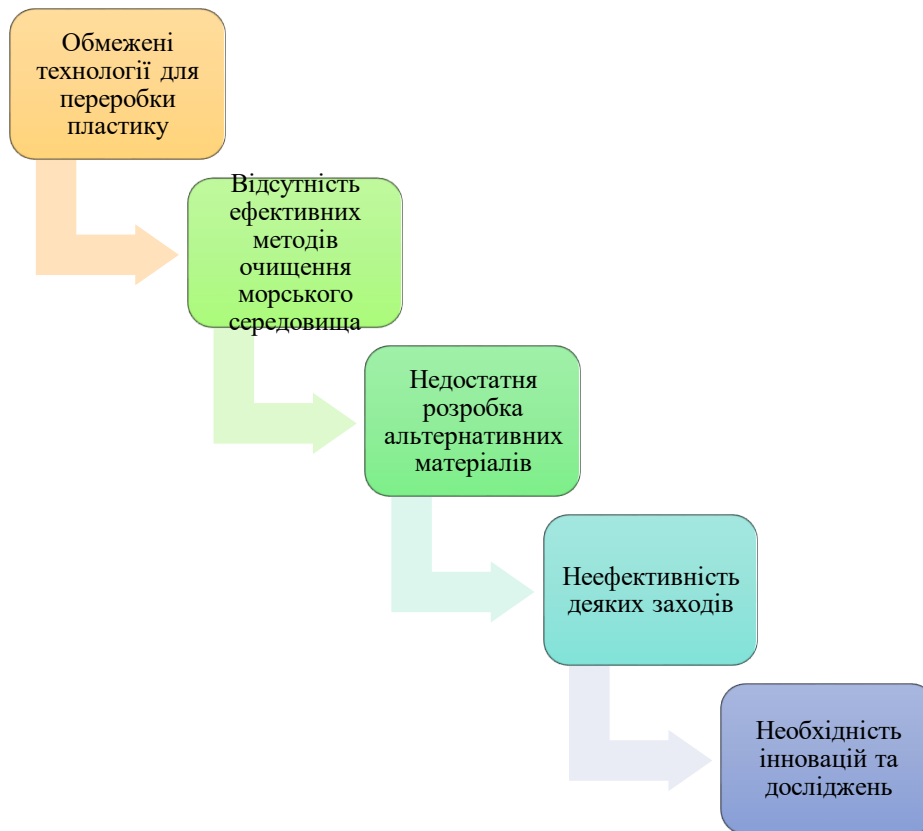 Обмежені
технології для
переробки
пластику
Відсутність
ефективних
методів
очищення
морського
середовища
Недостатня
розробка
альтернативних
матеріалів
Неефективність
деяких заходів
Необхідність
інновацій та
досліджень